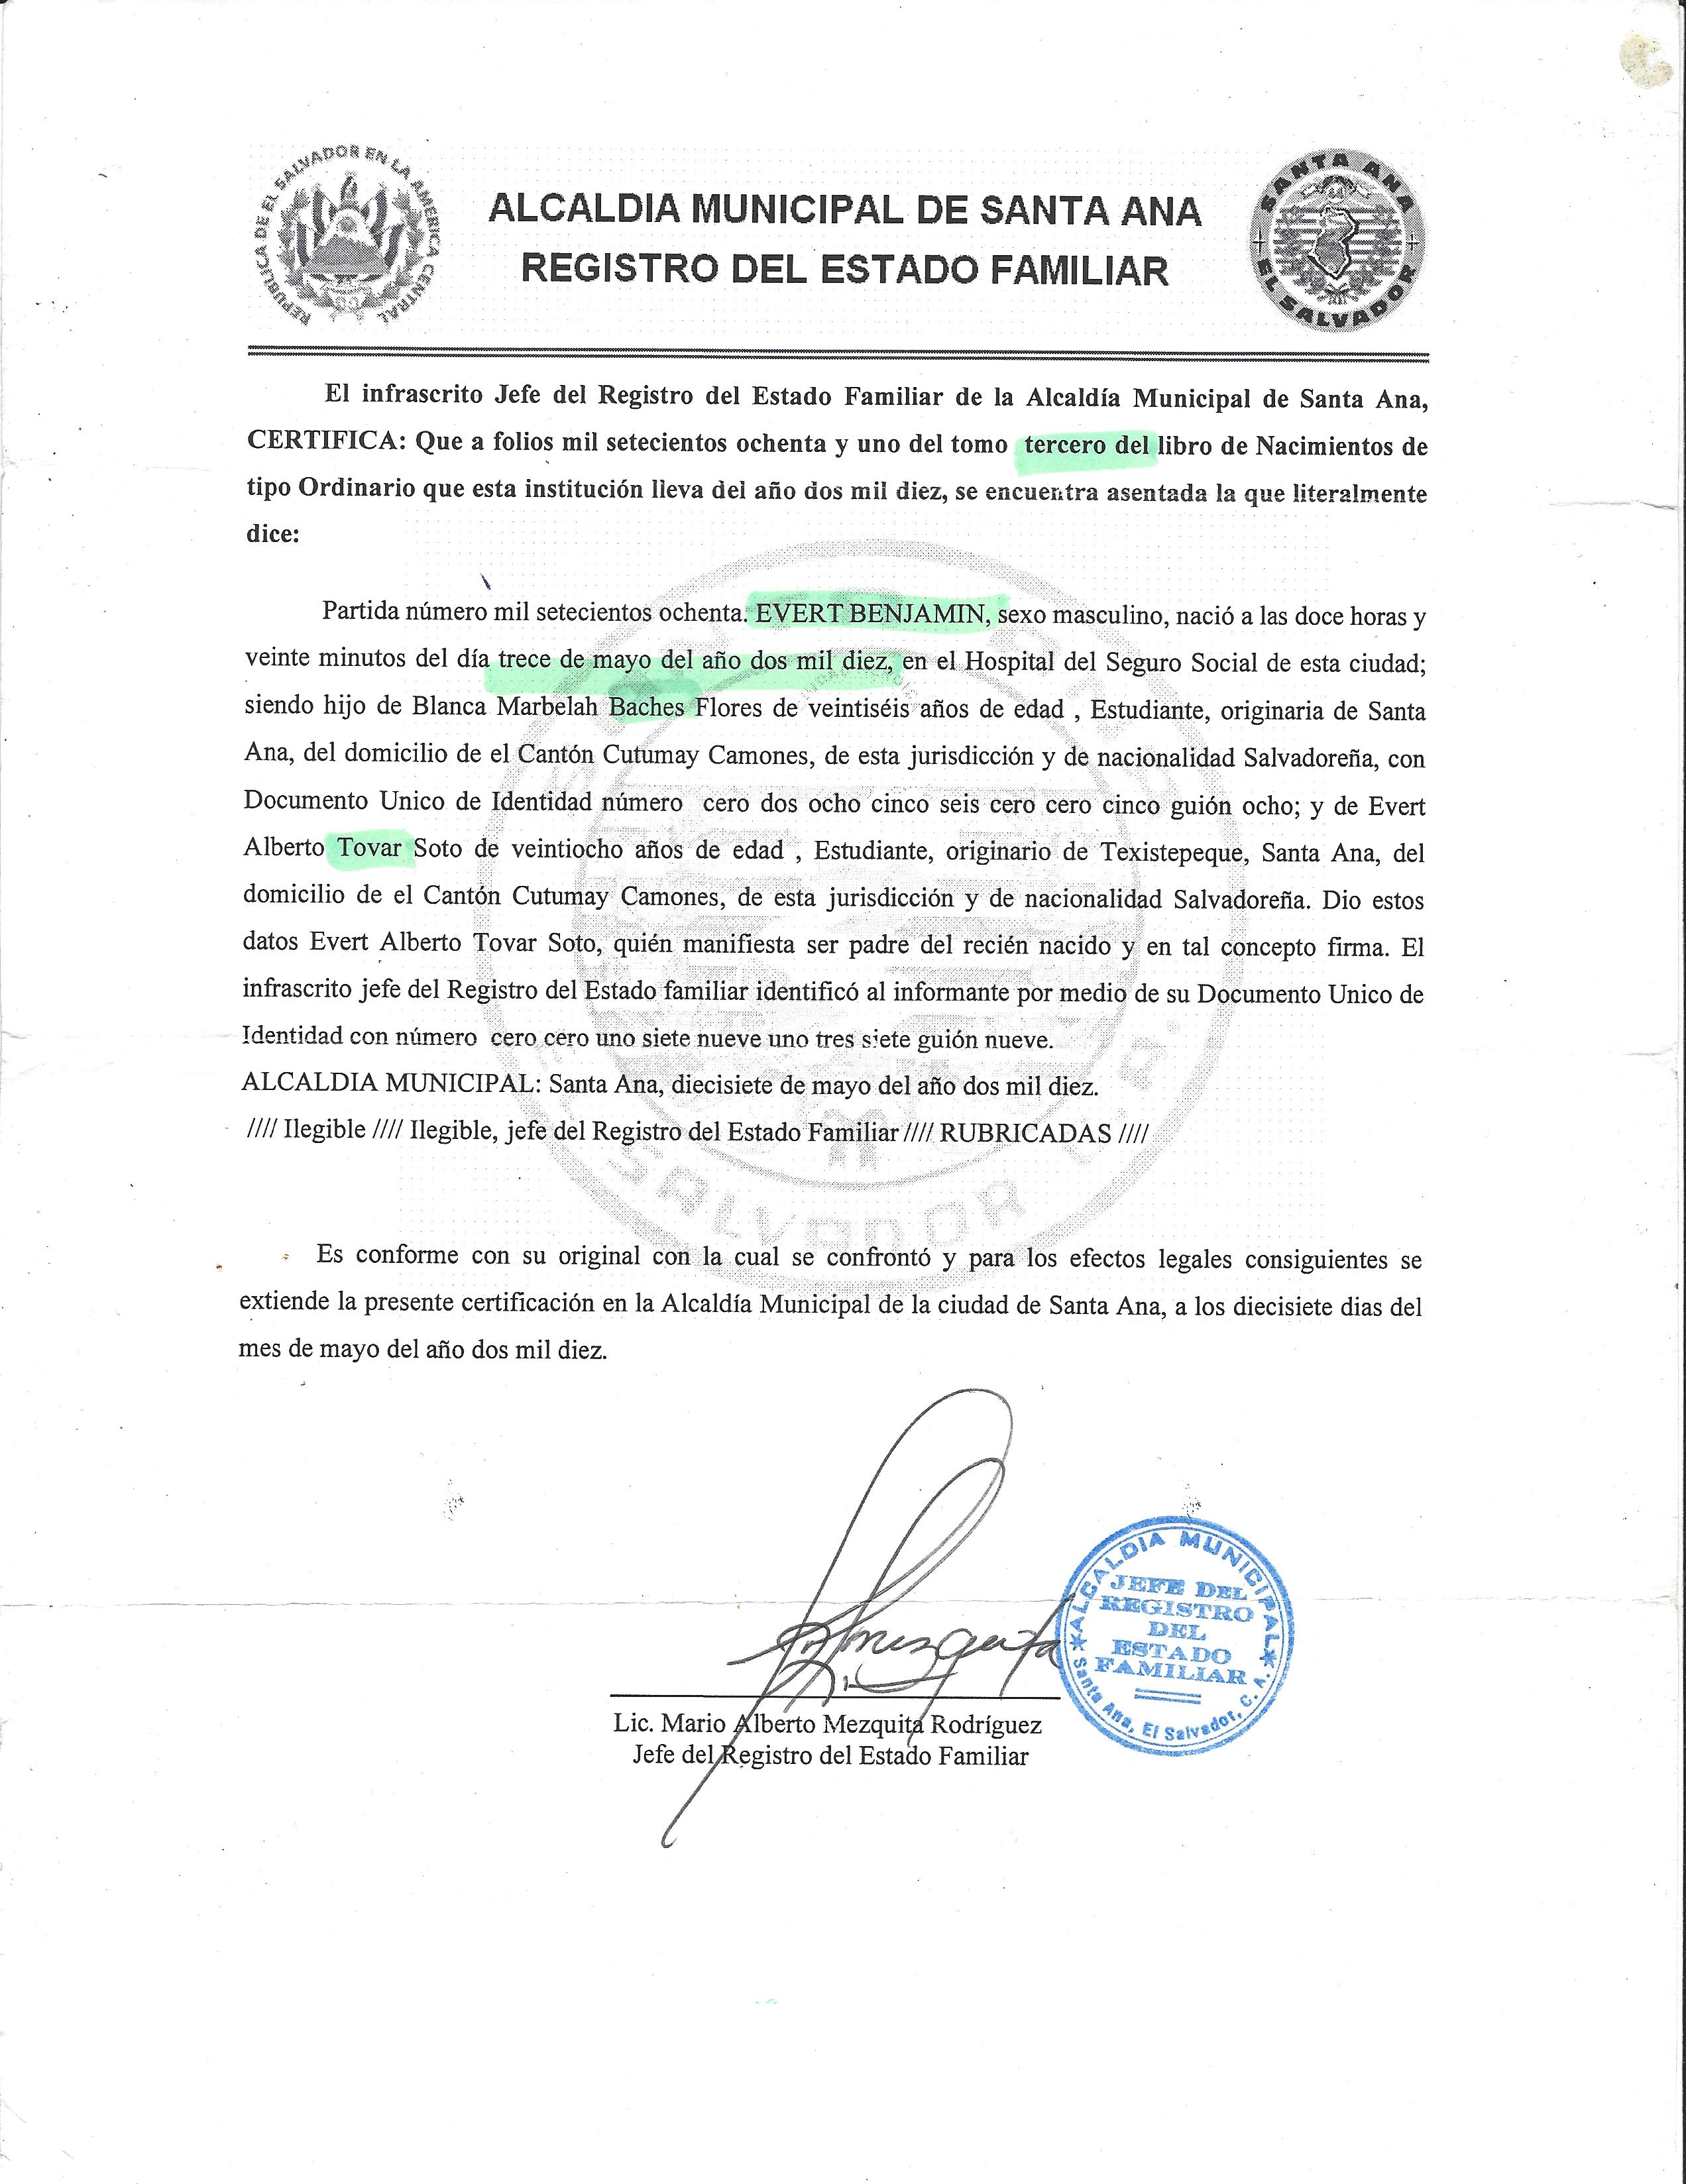 REPUBLICA DE EL SALVADOR EN LA AMERICA CENTRAL
ALCALDIA MUNICIPAL DE SANTA ANA
REGISTRO DEL ESTADO FAMILIAR
SANTA ANA
EL SALVADOR
El infrascrito Jefe del Registro del Estado Familiar de la Alcaldía Municipal de Santa Ana,
CERTIFICA: Que a folios mil setecientos ochenta y uno del tomo tercero del libro de Nacimientos de
tipo Ordinario que esta institución lleva del año dos mil diez, se encuentra asentada la que literalmente
dice:
Partida número mil setecientos ochenta. EVERT BENJAMIN, sexo masculino, nació a las doce horas y
veinte minutos del día trece de mayo del año dos mil diez, en el Hospital del Seguro Social de esta ciudad;
siendo hijo de Blanca Marbelah Baches Flores de veintiséis años de edad , Estudiante, originaria de Santa
Ana, del domicilio de el Cantón Cutumay Camones, de esta jurisdicción y de nacionalidad Salvadoreña, con
Documento Unico de Identidad número cero dos ocho cinco seis cero cero cinco guión ocho; y de Evert
Alberto Tovar Soto de veintiocho años de edad , Estudiante, originario de Texistepeque, Santa Ana, del
domicilio de el Cantón Cutumay Camones, de esta jurisdicción y de nacionalidad Salvadoreña. Dio estos
datos Evert Alberto Tovar Soto, quién manifiesta ser padre del recién nacido y en tal concepto firma. El
infrascrito jefe del Registro del Estado familiar identificó al informante por medio de su Documento Unico de
Identidad con número cero cero uno siete nueve uno tres siete guión nueve.
ALCALDIA MUNICIPAL: Santa Ana, diecisiete de mayo del año dos mil diez.
//// Ilegible //// Ilegible, jefe del Registro del Estado Familiar //// RUBRICADAS ////
SALVADOR
Es conforme con su original con la cual se confrontó y para los efectos legales consiguientes se
extiende la presente certificación en la Alcaldía Municipal de la ciudad de Santa Ana, a los diecisiete dias del
mes de mayo del año dos mil diez.
ALCALDIA MUNICIPAL
JEFE DEL
REGISTRO
DEL
ESTADO
FAMILIAR
Santa Ana, El Salvador, C. A.
Lic. Mario Alberto Mezquita Rodríguez
Jefe del Registro del Estado Familiar